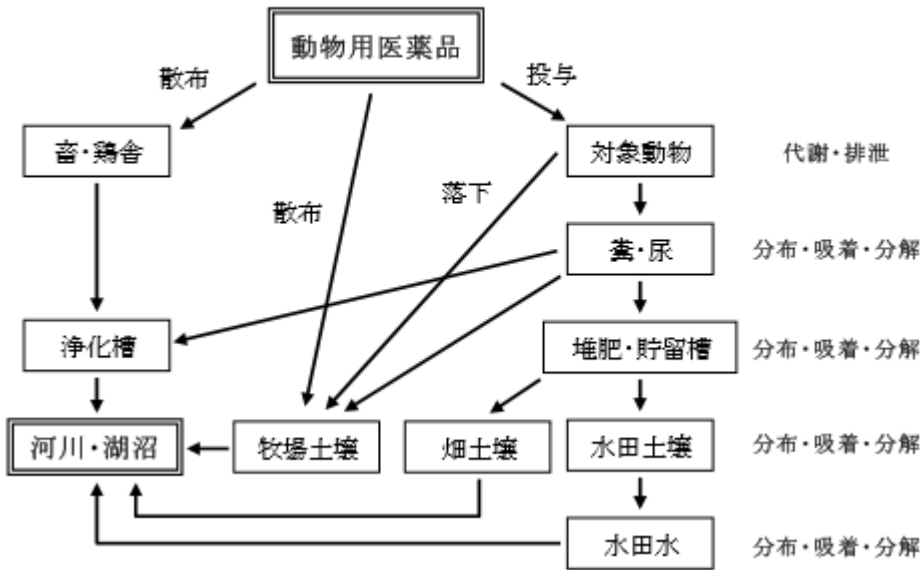 動物用医薬品
散布
投与
畜・鶏舎
対象動物
代謝・排泄
散布
落下
糞・尿
分布・吸着・分解
浄化槽
堆肥・貯留槽
分布・吸着・分解
河川・湖沼
牧場土壌
畑土壌
水田土壌
分布・吸着・分解
水田水
分布・吸着・分解